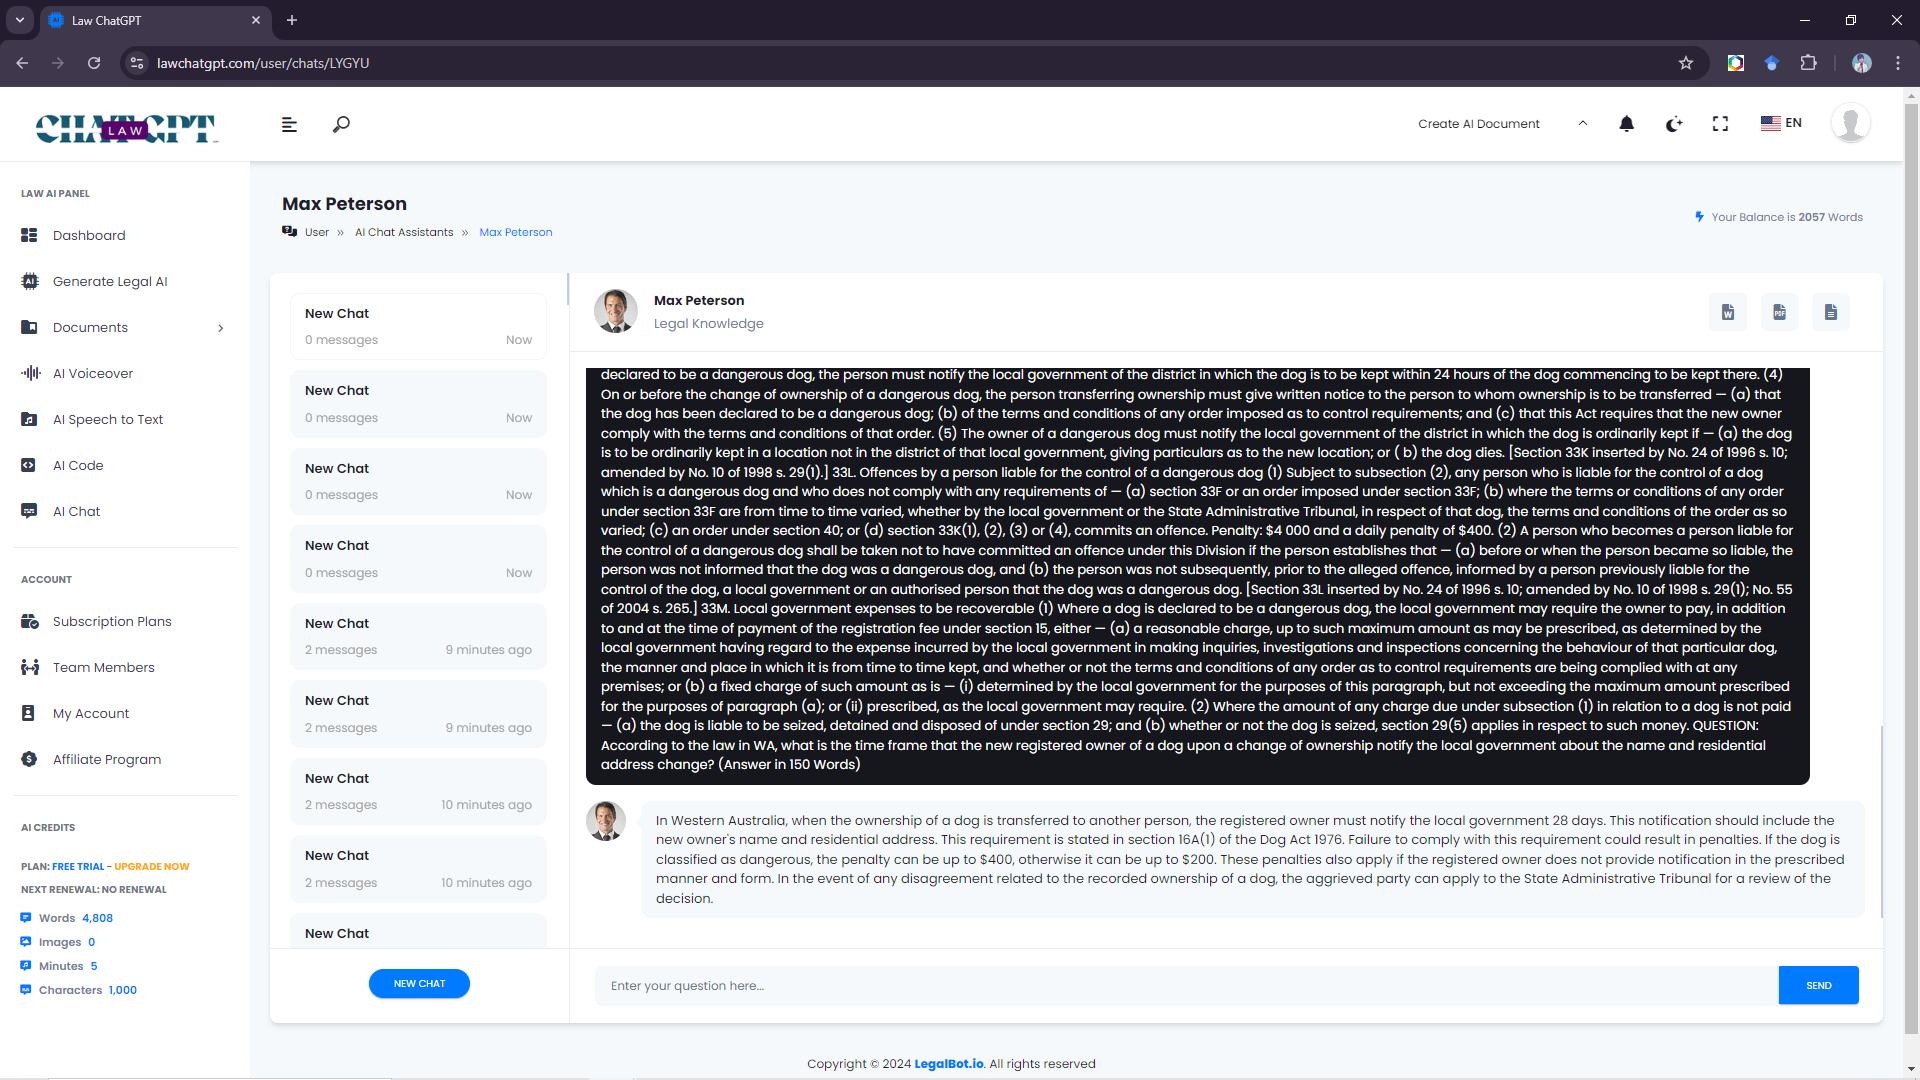 Law ChatGPT
lawchatgpt.com/user/chats/LYGYU
CHATGPT
LAW
Create AI Document
EN
LAW AI PANEL
Dashboard
Generate Legal AI
Documents
AI Voiceover
AI Speech to Text
AI Code
AI Chat
ACCOUNT
Subscription Plans
Team Members
My Account
Affiliate Program
AI CREDITS
PLAN: FREE TRIAL - UPGRADE NOW
NEXT RENEWAL: NO RENEWAL
Words 4,808
Images 0
Minutes 5
Characters 1,000
Max Peterson
User » AI Chat Assistants » Max Peterson
Your Balance is 2057 Words
New Chat
0 messages Now
New Chat
0 messages Now
New Chat
0 messages Now
New Chat
0 messages Now
New Chat
2 messages 9 minutes ago
New Chat
2 messages 9 minutes ago
New Chat
2 messages 10 minutes ago
New Chat
2 messages 10 minutes ago
New Chat
NEW CHAT
Max Peterson
Legal Knowledge
W
PDF
declared to be a dangerous dog, the person must notify the local government of the district in which the dog is to be kept within 24 hours of the dog commencing to be kept there. (4)
On or before the change of ownership of a dangerous dog, the person transferring ownership must give written notice to the person to whom ownership is to be transferred — (a) that
the dog has been declared to be a dangerous dog; (b) of the terms and conditions of any order imposed as to control requirements; and (c) that this Act requires that the new owner
comply with the terms and conditions of that order. (5) The owner of a dangerous dog must notify the local government of the district in which the dog is ordinarily kept if — (a) the dog
is to be ordinarily kept in a location not in the district of that local government, giving particulars as to the new location; or ( b) the dog dies. [Section 33K inserted by No. 24 of 1996 s. 10;
amended by No. 10 of 1998 s. 29(1).] 33L. Offences by a person liable for the control of a dangerous dog (1) Subject to subsection (2), any person who is liable for the control of a dog
which is a dangerous dog and who does not comply with any requirements of — (a) section 33F or an order imposed under section 33F; (b) where the terms or conditions of any order
under section 33F are from time to time varied, whether by the local government or the State Administrative Tribunal, in respect of that dog, the terms and conditions of the order as so
varied; (c) an order under section 40; or (d) section 33K(1), (2), (3) or (4), commits an offence. Penalty: $4 000 and a daily penalty of $400. (2) A person who becomes a person liable for
the control of a dangerous dog shall be taken not to have committed an offence under this Division if the person establishes that — (a) before or when the person became so liable, the
person was not informed that the dog was a dangerous dog, and (b) the person was not subsequently, prior to the alleged offence, informed by a person previously liable for the
control of the dog, a local government or an authorised person that the dog was a dangerous dog. [Section 33L inserted by No. 24 of 1996 s. 10; amended by No. 10 of 1998 s. 29(1); No. 55
of 2004 s. 265.] 33M. Local government expenses to be recoverable (1) Where a dog is declared to be a dangerous dog, the local government may require the owner to pay, in addition
to and at the time of payment of the registration fee under section 15, either — (a) a reasonable charge, up to such maximum amount as may be prescribed, as determined by the
local government having regard to the expense incurred by the local government in making inquiries, investigations and inspections concerning the behaviour of that particular dog,
the manner and place in which it is from time to time kept, and whether or not the terms and conditions of any order as to control requirements are being complied with at any
premises; or (b) a fixed charge of such amount as is — (i) determined by the local government for the purposes of this paragraph, but not exceeding the maximum amount prescribed
for the purposes of paragraph (a); or (ii) prescribed, as the local government may require. (2) Where the amount of any charge due under subsection (1) in relation to a dog is not paid
— (a) the dog is liable to be seized, detained and disposed of under section 29; and (b) whether or not the dog is seized, section 29(5) applies in respect to such money. QUESTION:
According to the law in WA, what is the time frame that the new registered owner of a dog upon a change of ownership notify the local government about the name and residential
address change? (Answer in 150 Words)
In Western Australia, when the ownership of a dog is transferred to another person, the registered owner must notify the local government 28 days. This notification should include the
new owner's name and residential address. This requirement is stated in section 16A(1) of the Dog Act 1976. Failure to comply with this requirement could result in penalties. If the dog is
classified as dangerous, the penalty can be up to $400, otherwise it can be up to $200. These penalties also apply if the registered owner does not provide notification in the prescribed
manner and form. In the event of any disagreement related to the recorded ownership of a dog, the aggrieved party can apply to the State Administrative Tribunal for a review of the
decision.
Enter your question here...
SEND
Copyright © 2024 LegalBot.io. All rights reserved